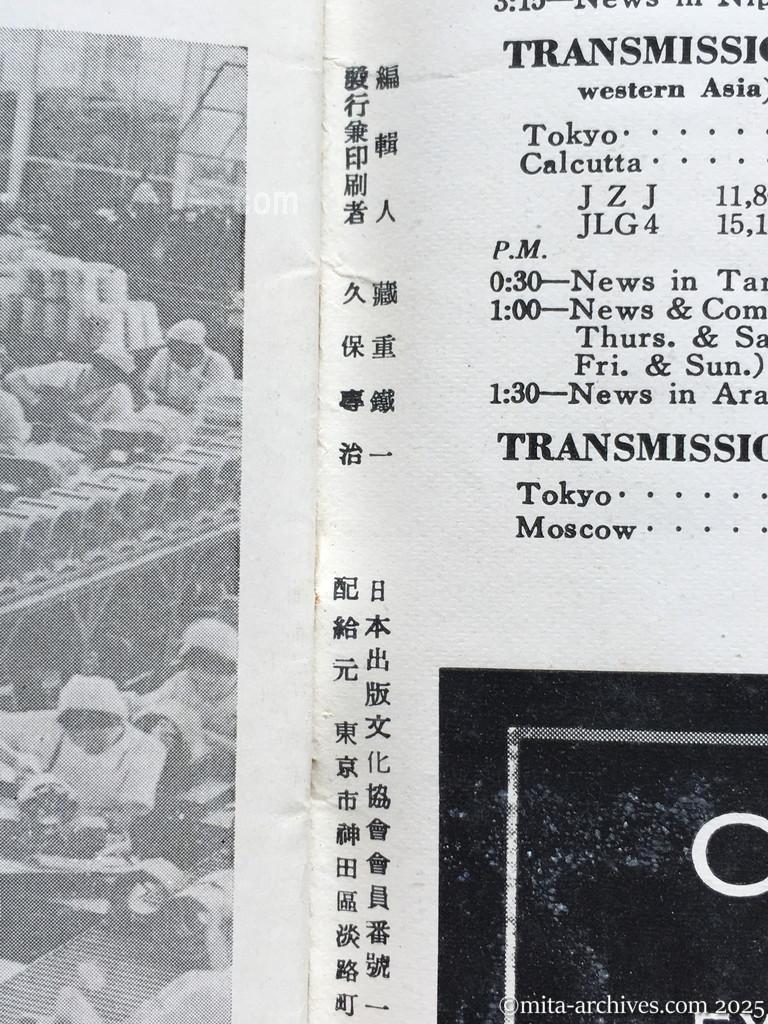 編輯人 藏重鐵一
發行兼印刷者 久保專治
日本出版文化協會會員番號一
配給元 東京市神田區淡路町
3:15—News in Nip
TRANSMISSIO
western Asia)
Tokyo· · · · ·
Calcutta· · · ·
J Z J 11,8
JLG4 15,1
P.M.
0:30—News in Tam
1:00—News & Com
Thurs. & Sa
Fri. & Sun.)
1:30—News in Ara
TRANSMISSIO
Tokyo· · · · ·
Moscow· · · ·
©mita-archives.com 2025